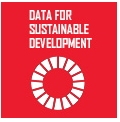 DATA FOR
SUSTAINABLE
DEVELOPMENT